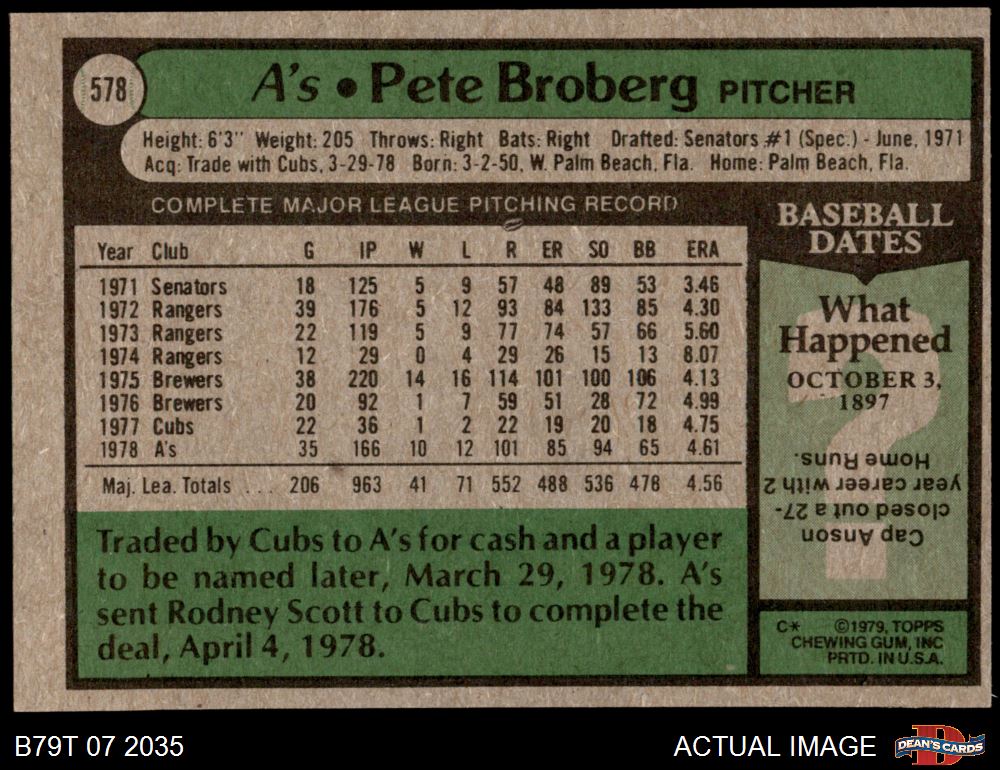 578
A's • Pete Broberg PITCHER
Height: 6'3" Weight: 205 Throws: Right Bats: Right Drafted: Senators #1 (Spec.) - June, 1971
Acq: Trade with Cubs, 3-29-78 Born: 3-2-50, W. Palm Beach, Fla. Home: Palm Beach, Fla.
COMPLETE MAJOR LEAGUE PITCHING RECORD
Year Club G IP W L R ER SO BB ERA
1971 Senators 18 125 5 9 57 48 89 53 3.46
1972 Rangers 39 176 5 12 93 84 133 85 4.30
1973 Rangers 22 119 5 9 77 74 57 66 5.60
1974 Rangers 12 29 0 4 29 26 15 13 8.07
1975 Brewers 38 220 14 16 114 101 100 106 4.13
1976 Brewers 20 92 1 7 59 51 28 72 4.99
1977 Cubs 22 36 1 2 22 19 20 18 4.75
1978 A's 35 166 10 12 101 85 94 65 4.61
Maj. Lea. Totals ... 206 963 41 71 552 488 536 478 4.56
Traded by Cubs to A's for cash and a player
to be named later, March 29, 1978. A's
sent Rodney Scott to Cubs to complete the
deal, April 4, 1978.
BASEBALL
DATES
What
Happened
OCTOBER 3,
1897
Cap Anson
closed out a 27-
year career with 2
Home Runs.
C* ©1979, TOPPS
CHEWING GUM, INC
PRTD. IN U.S.A.
B79T 07 2035
ACTUAL IMAGE
DEAN'S CARDS